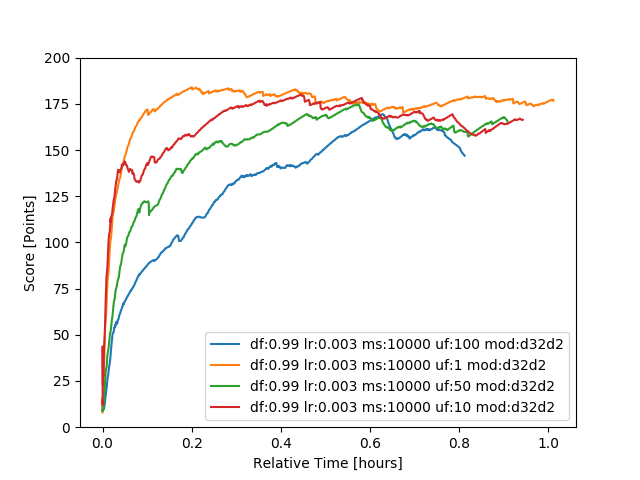 200
175
150
125
100
75
50
25
0
Score [Points]
df:0.99 lr:0.003 ms:10000 uf:100 mod:d32d2
df:0.99 lr:0.003 ms:10000 uf:1 mod:d32d2
df:0.99 lr:0.003 ms:10000 uf:50 mod:d32d2
df:0.99 lr:0.003 ms:10000 uf:10 mod:d32d2
0.0 0.2 0.4 0.6 0.8 1.0
Relative Time [hours]